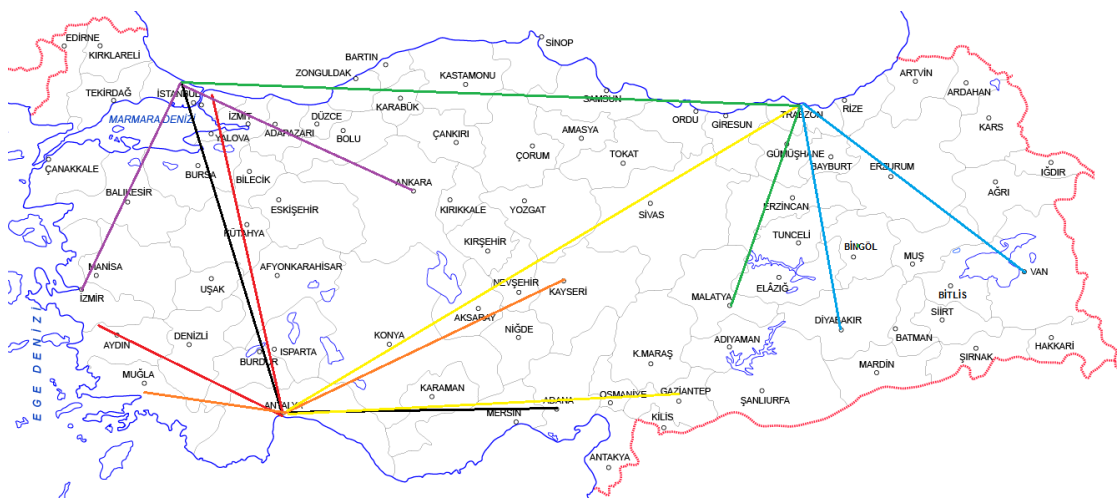 EDİRNE
KIRKLARELİ
TEKİRDAĞ
İSTANBUL
MARMARA DENİZİ
İZMİT
ADAPAZARI
YALOVA
DÜZCE
BOLU
ZONGULDAK
BARTIN
KARABÜK
KASTAMONU
SİNOP
SAMSUN
ORDU
GİRESUN
TRABZON
RİZE
ARTVİN
ARDAHAN
KARS
IĞDIR
AĞRI
ERZURUM
BAYBURT
GÜMÜŞHANE
AMASYA
TOKAT
ÇORUM
ÇANKIRI
ÇANAKKALE
BALIKESİR
BURSA
BİLECİK
ESKİŞEHİR
ANKARA
KIRIKKALE
YOZGAT
SİVAS
ERZİNCAN
TUNCELİ
BİNGÖL
MUŞ
VAN
BİTLİS
SİİRT
KÜTAHYA
KIRŞEHİR
MANİSA
İZMİR
UŞAK
AFYONKARAHİSAR
NEVŞEHİR
KAYSERİ
AKSARAY
NİĞDE
MALATYA
ELÂZIĞ
DİYABAKIR
BATMAN
ŞIRNAK
HAKKARİ
MARDİN
ADIYAMAN
K.MARAŞ
KONYA
AYDIN
DENİZLİ
BURDUR
ISPARTA
MUĞLA
EGE DENİZİ
ANTALYA
KARAMAN
MERSİN
ADANA
OSMANİYE
GAZİANTEP
ŞANLIURFA
KİLİS
ANTAKYA